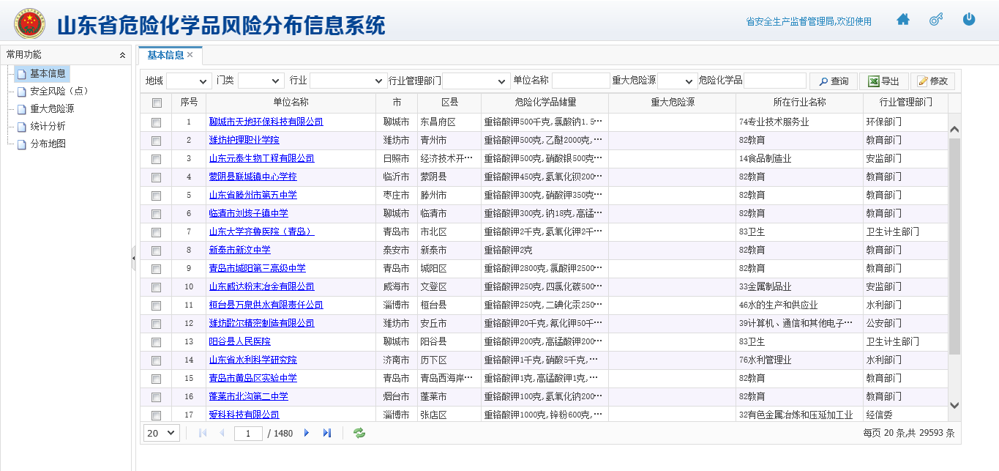 山东省危险化学品风险分布信息系统
省安全生产监督管理局,欢迎使用
常用功能
基本信息
安全风险（点）
重大危险源
统计分析
分布地图
基本信息
地域 门类 行业 行业管理部门 单位名称 重大危险源 危险化学品 查询 导出 修改
序号 单位名称 市 区县 危险化学品储量 重大危险源 所在行业名称 行业管理部门
1 聊城市天地环保科技有限公司 聊城市 东昌府区 重铬酸钾500千克,氯酸钠1.5… 74专业技术服务业 环保部门
2 潍坊护理职业学院 潍坊市 青州市 重铬酸钾500克,乙醚2000克,… 82教育 教育部门
3 山东元泰生物工程有限公司 日照市 经济技术开… 重铬酸钾500克,硝酸银500克… 14食品制造业 安监部门
4 蒙阴县联城镇中心学校 临沂市 蒙阴县 重铬酸钾450克,氢氧化钡200… 82教育 教育部门
5 山东省滕州市第五中学 枣庄市 滕州市 重铬酸钾300克,硝酸钾350克… 82教育 教育部门
6 临清市刘垓子镇中学 聊城市 临清市 重铬酸钾300克,钠18克,高锰… 82教育 教育部门
7 山东大学齐鲁医院（青岛） 青岛市 市北区 重铬酸钾2千克,氢氧化钾2千… 83卫生 卫生计生部门
8 新泰市新汶中学 泰安市 新泰市 重铬酸钾2克 82教育 教育部门
9 青岛市城阳第三高级中学 青岛市 城阳区 重铬酸钾2800克,氯酸钾2500… 82教育 教育部门
10 山东威达粉末冶金有限公司 威海市 文登区 重铬酸钾250克,四氯化碳500… 33金属制品业 安监部门
11 桓台县万泉供水有限责任公司 淄博市 桓台县 重铬酸钾250克,二碘化汞250… 46水的生产和供应业 水利部门
12 潍坊歌尔精密制造有限公司 潍坊市 安丘市 重铬酸钾20千克,氰化钾50千… 39计算机、通信和其他电子… 公安部门
13 阳谷县人民医院 聊城市 阳谷县 重铬酸钾200克,高锰酸钾200… 83卫生 卫生计生部门
14 山东省水利科学研究院 济南市 历下区 重铬酸钾1千克,硝酸5千克,… 76水利管理业 水利部门
15 青岛市黄岛区实验中学 青岛市 青岛西海岸… 重铬酸钾1克,高锰酸钾1克,… 82教育 教育部门
16 蓬莱市北沟第二中学 烟台市 蓬莱市 重铬酸钾100克,氢氧化钠200… 82教育 教育部门
17 爱科科技有限公司 淄博市 张店区 重铬酸钾1000克,锌粉600克,… 32有色金属冶炼和压延加工业 经信委
20 1 / 1480 每页 20 条,共 29593 条